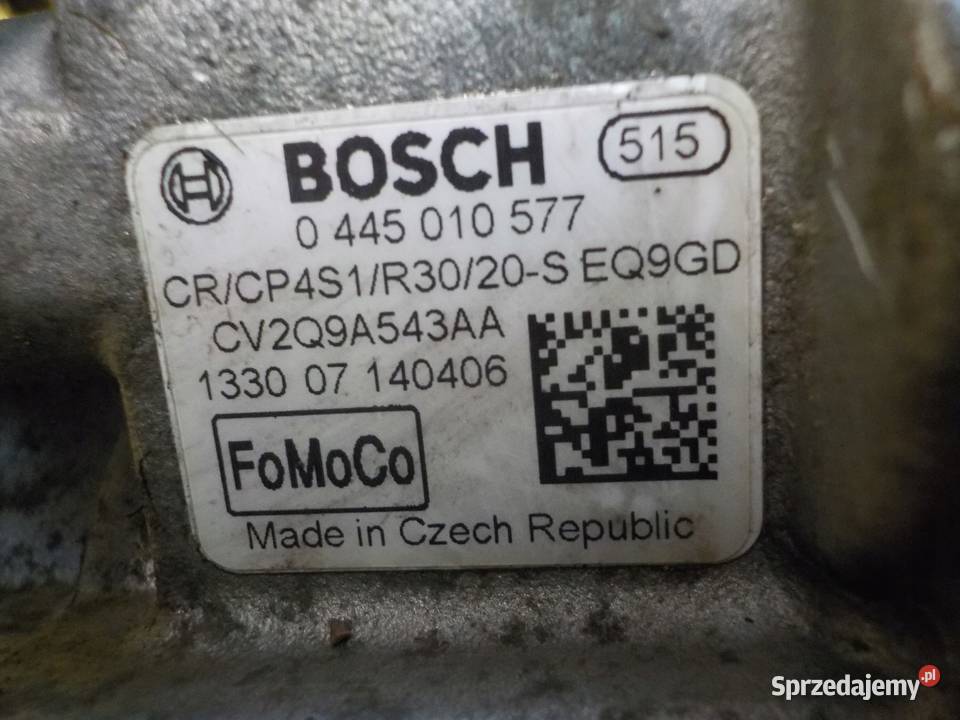 BOSCH 515
0 445 010 577
CR/CP4S1/R30/20-S EQ9GD
CV2Q9A543AA
1330 07 140406
FoMoCo
Made in Czech Republic
Sprzedajemy.pl